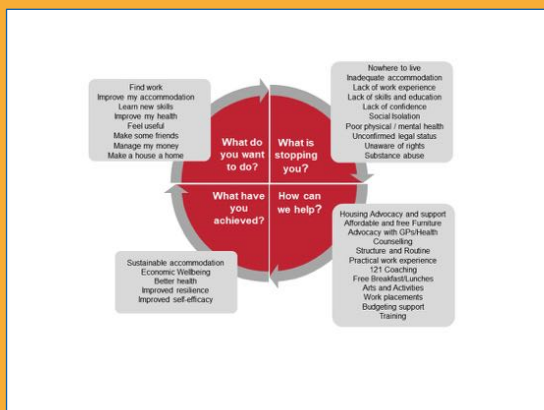 Find work
Improve my accommodation
Learn new skills
Improve my health
Feel useful
Make some friends
Manage my money
Make a house a home
What do
you want
to do?
Nowhere to live
Inadequate accommodation
Lack of work experience
Lack of skills and education
Lack of confidence
Social Isolation
Poor physical / mental health
Unconfirmed legal status
Unaware of rights
Substance abuse
What is
stopping
you?
What have
you
achieved?
Sustainable accommodation
Economic Wellbeing
Better health
Improved resilience
Improved self-efficacy
How can
we help?
Housing Advocacy and support
Affordable and free Furniture
Advocacy with GPs/Health
Counselling
Structure and Routine
Practical work experience
121 Coaching
Free Breakfast/Lunches
Arts and Activities
Work placements
Budgeting support
Training